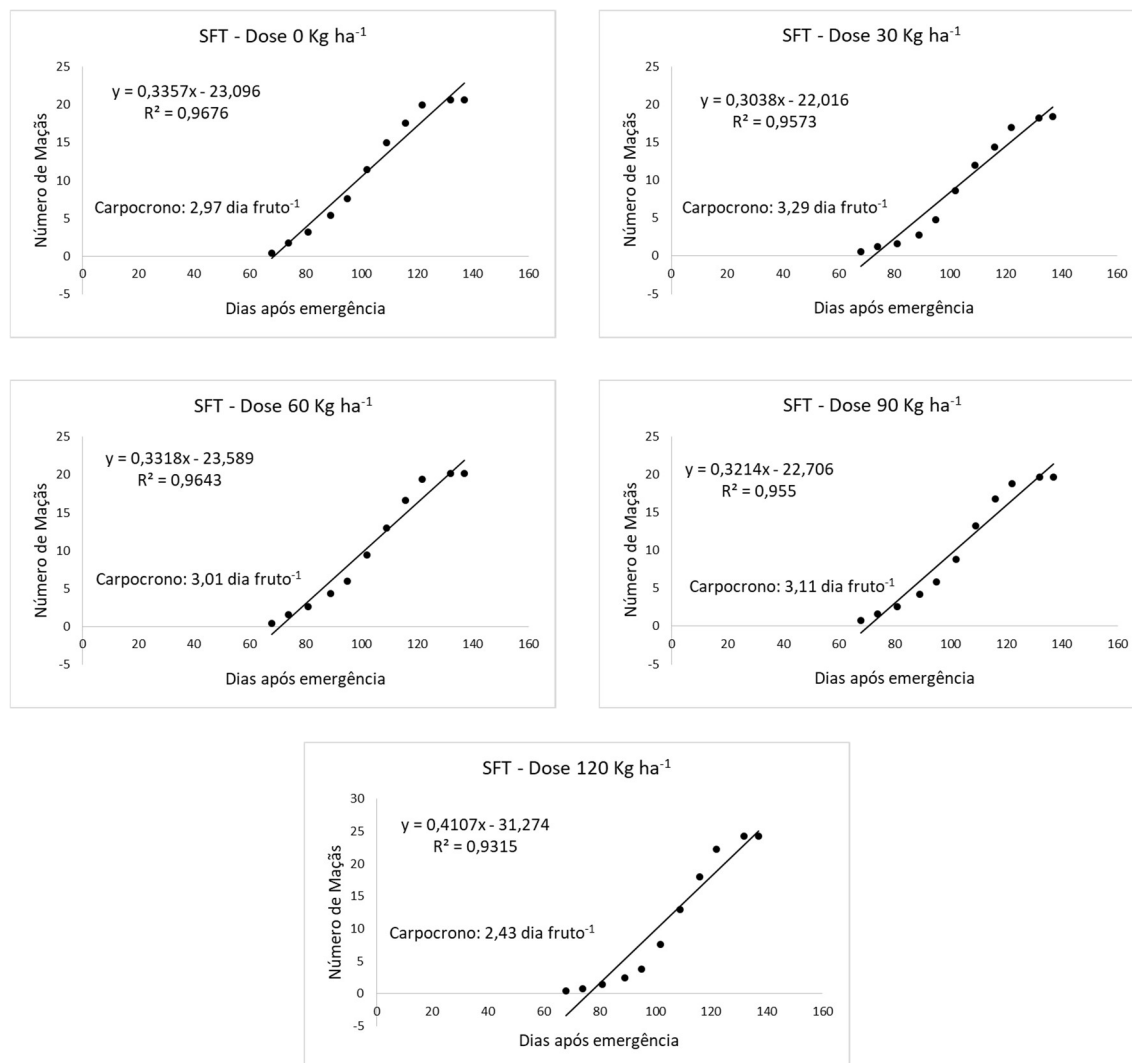 SFT - Dose 0 Kg ha⁻¹
y = 0,3357x - 23,096
R² = 0,9676
Carpocrono: 2,97 dia fruto⁻¹
Número de Maçãs
25
20
15
10
5
0
-5
0 20 40 60 80 100 120 140 160
Dias após emergência
SFT - Dose 30 Kg ha⁻¹
y = 0,3038x - 22,016
R² = 0,9573
Carpocrono: 3,29 dia fruto⁻¹
Número de Maçãs
25
20
15
10
5
0
-5
0 20 40 60 80 100 120 140 160
Dias após emergência
SFT - Dose 60 Kg ha⁻¹
y = 0,3318x - 23,589
R² = 0,9643
Carpocrono: 3,01 dia fruto⁻¹
Número de Maçãs
25
20
15
10
5
0
-5
0 20 40 60 80 100 120 140 160
Dias após emergência
SFT - Dose 90 Kg ha⁻¹
y = 0,3214x - 22,706
R² = 0,955
Carpocrono: 3,11 dia fruto⁻¹
Número de Maçãs
25
20
15
10
5
0
-5
0 20 40 60 80 100 120 140 160
Dias após emergência
SFT - Dose 120 Kg ha⁻¹
y = 0,4107x - 31,274
R² = 0,9315
Carpocrono: 2,43 dia fruto⁻¹
Número de Maçãs
30
25
20
15
10
5
0
-5
0 20 40 60 80 100 120 140 160
Dias após emergência